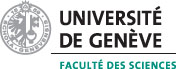 UNIVERSITÉ
DE GENÈVE
FACULTÉ DES SCIENCES